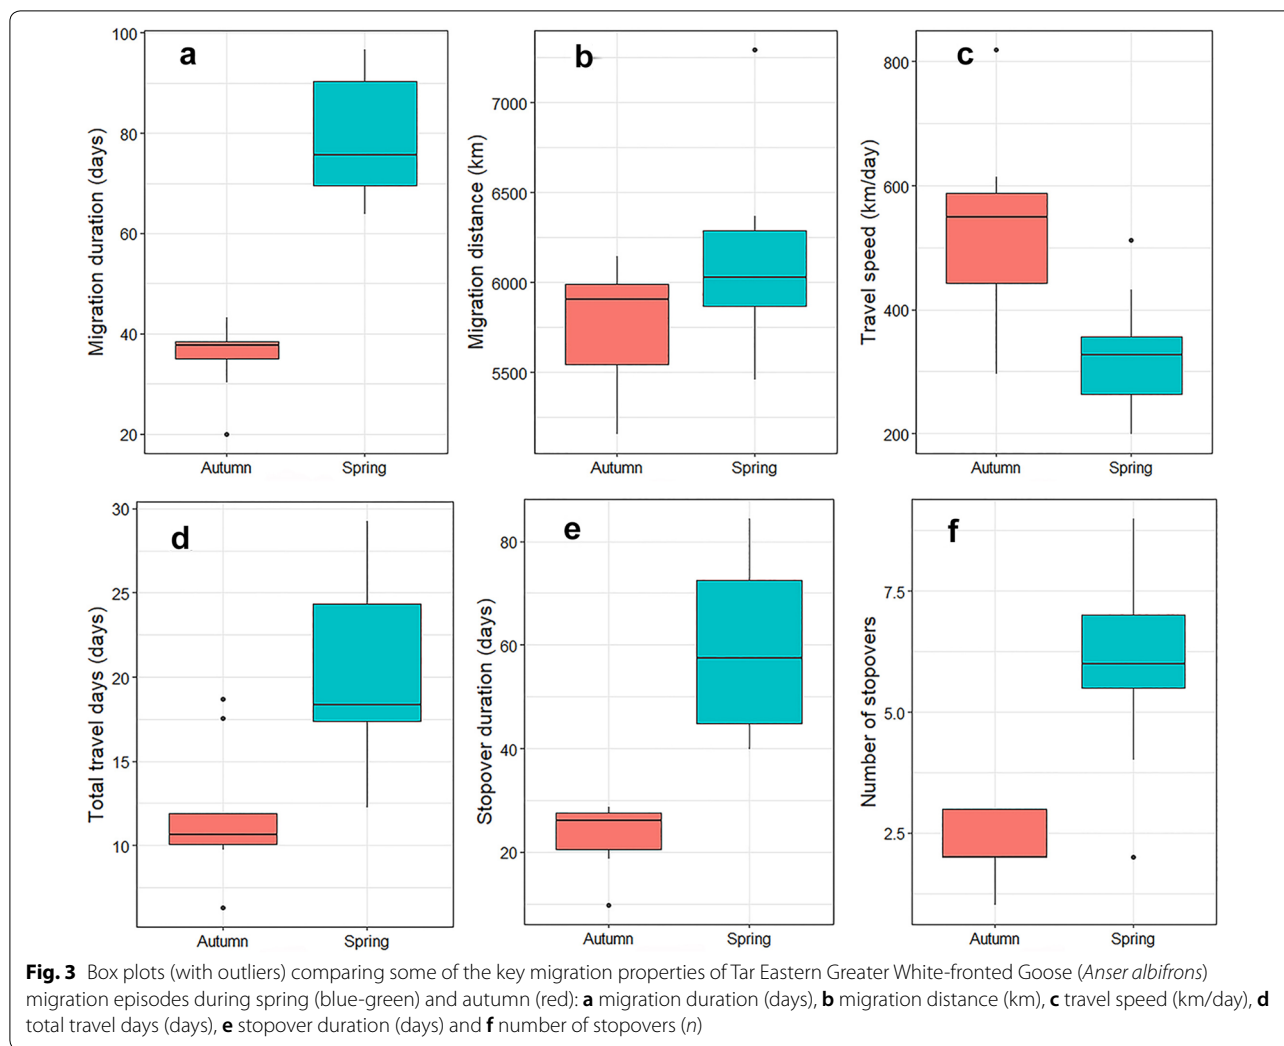 a
Migration duration (days)
100
80
60
40
20
Autumn Spring
b
Migration distance (km)
7000
6500
6000
5500
Autumn Spring
c
Travel speed (km/day)
800
600
400
200
Autumn Spring
d
Total travel days (days)
30
25
20
15
10
Autumn Spring
e
Stopover duration (days)
80
60
40
20
Autumn Spring
f
Number of stopovers
7.5
5.0
2.5
Autumn Spring
Fig. 3 Box plots (with outliers) comparing some of the key migration properties of Tar Eastern Greater White-fronted Goose (Anser albifrons)
migration episodes during spring (blue-green) and autumn (red): a migration duration (days), b migration distance (km), c travel speed (km/day), d
total travel days (days), e stopover duration (days) and f number of stopovers (n)